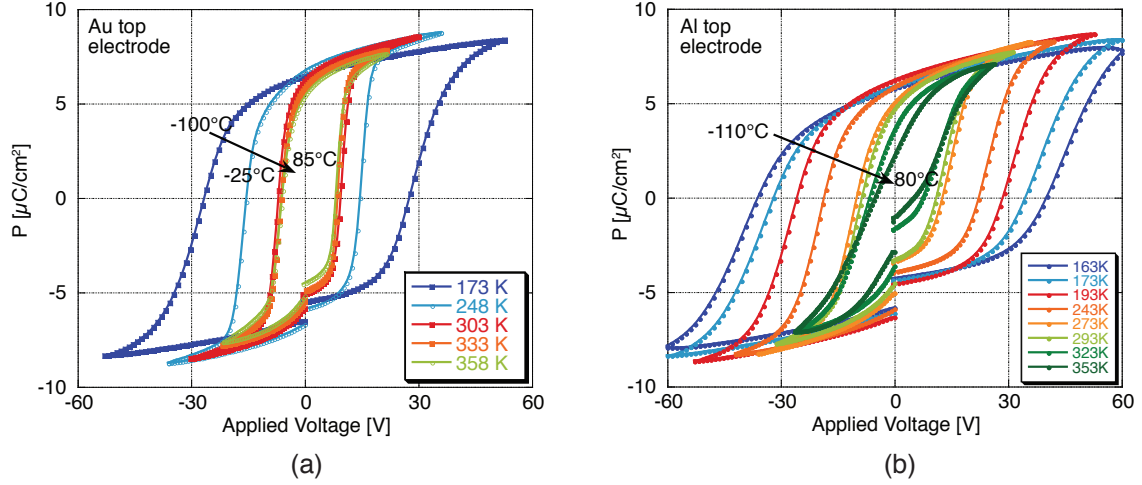 Au top
electrode
-100°C
-25°C
85°C
173 K
248 K
303 K
333 K
358 K
10
5
0
-5
-10
-60
-30
0
30
60
P [µC/cm²]
Applied Voltage [V]
(a)
Al top
electrode
-110°C
80°C
163K
173K
193K
243K
273K
293K
323K
353K
10
5
0
-5
-10
-60
-30
0
30
60
P [µC/cm²]
Applied Voltage [V]
(b)